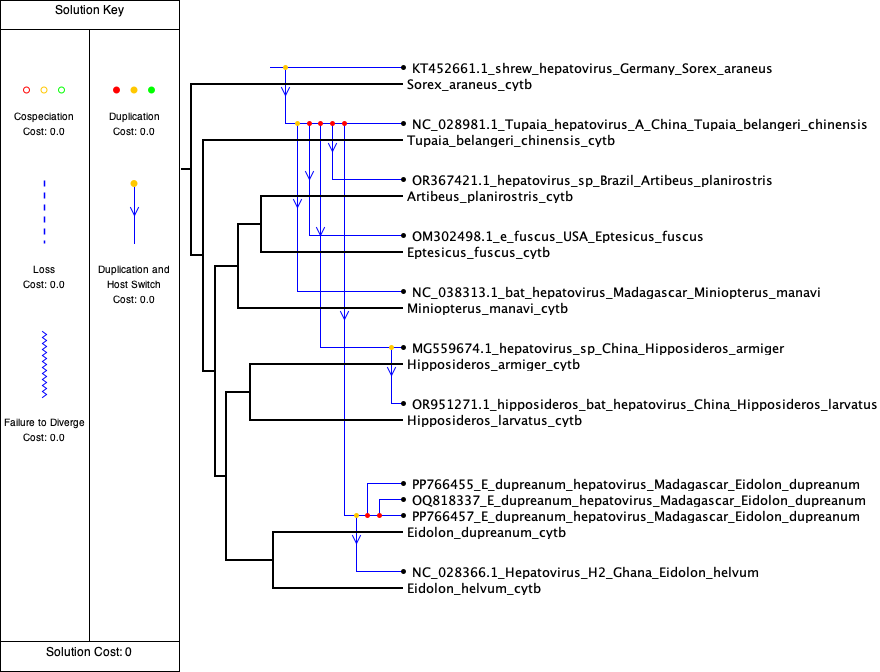 Solution Key
Cospeciation
Cost: 0.0
Duplication
Cost: 0.0
Loss
Cost: 0.0
Duplication and
Host Switch
Cost: 0.0
Failure to Diverge
Cost: 0.0
Solution Cost: 0
KT452661.1_shrew_hepatovirus_Germany_Sorex_araneus
Sorex_araneus_cytb
NC_028981.1_Tupaia_hepatovirus_A_China_Tupaia_belangeri_chinensis
Tupaia_belangeri_chinensis_cytb
OR367421.1_hepatovirus_sp_Brazil_Artibeus_planirostris
Artibeus_planirostris_cytb
OM302498.1_e_fuscus_USA_Eptesicus_fuscus
Eptesicus_fuscus_cytb
NC_038313.1_bat_hepatovirus_Madagascar_Miniopterus_manavi
Miniopterus_manavi_cytb
MG559674.1_hepatovirus_sp_China_Hipposideros_armiger
Hipposideros_armiger_cytb
OR951271.1_hipposideros_bat_hepatovirus_China_Hipposideros_larvatus
Hipposideros_larvatus_cytb
PP766455_E_dupreanum_hepatovirus_Madagascar_Eidolon_dupreanum
OQ818337_E_dupreanum_hepatovirus_Madagascar_Eidolon_dupreanum
PP766457_E_dupreanum_hepatovirus_Madagascar_Eidolon_dupreanum
Eidolon_dupreanum_cytb
NC_028366.1_Hepatovirus_H2_Ghana_Eidolon_helvum
Eidolon_helvum_cytb